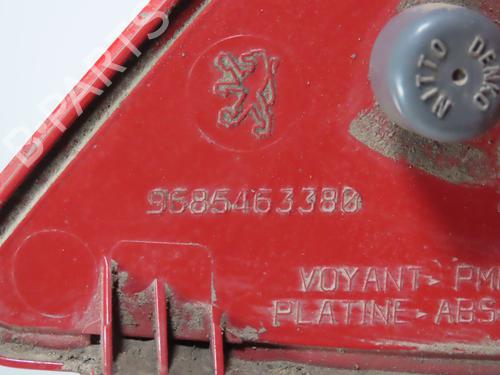 B-PARTS
NITTO DENKO
9685463380
VOYANT-PM
PLATINE-ABS